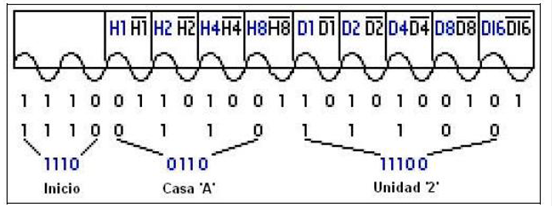 H1 H̅1̅ H2 H̅2̅ H4 H̅4̅ H8 H̅8̅ D1 D̅1̅ D2 D̅2̅ D4 D̅4̅ D8 D̅8̅ D16 D̅1̅6̅
1 1 1 0 0 1 1 0 1 0 0 1 1 0 1 0 1 0 0 1 0 1
1 1 1 0 0 1 1 0 1 1 1 0 0
1110 0110 11100
Inicio Casa 'A' Unidad '2'